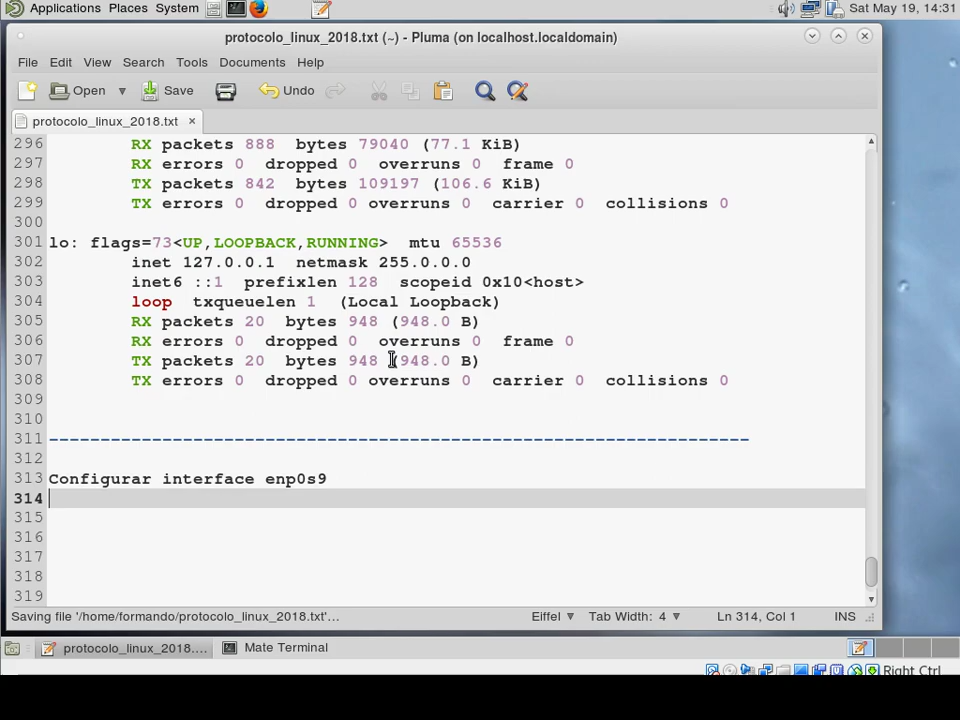 Applications Places System Sat May 19, 14:31
protocolo_linux_2018.txt (~) - Pluma (on localhost.localdomain)
File Edit View Search Tools Documents Help
Open Save Undo
protocolo_linux_2018.txt ×
296 RX packets 888 bytes 79040 (77.1 KiB)
297 RX errors 0 dropped 0 overruns 0 frame 0
298 TX packets 842 bytes 109197 (106.6 KiB)
299 TX errors 0 dropped 0 overruns 0 carrier 0 collisions 0
300
301 lo: flags=73<UP,LOOPBACK,RUNNING> mtu 65536
302 inet 127.0.0.1 netmask 255.0.0.0
303 inet6 ::1 prefixlen 128 scopeid 0x10<host>
304 loop txqueuelen 1 (Local Loopback)
305 RX packets 20 bytes 948 (948.0 B)
306 RX errors 0 dropped 0 overruns 0 frame 0
307 TX packets 20 bytes 948 (948.0 B)
308 TX errors 0 dropped 0 overruns 0 carrier 0 collisions 0
309
310
311 --------------------------------------------------------------------
312
313 Configurar interface enp0s9
314
315
316
317
318
319
Saving file '/home/formando/protocolo_linux_2018.txt'... Eiffel Tab Width: 4 Ln 314, Col 1 INS
protocolo_linux_2018.... Mate Terminal
Right Ctrl